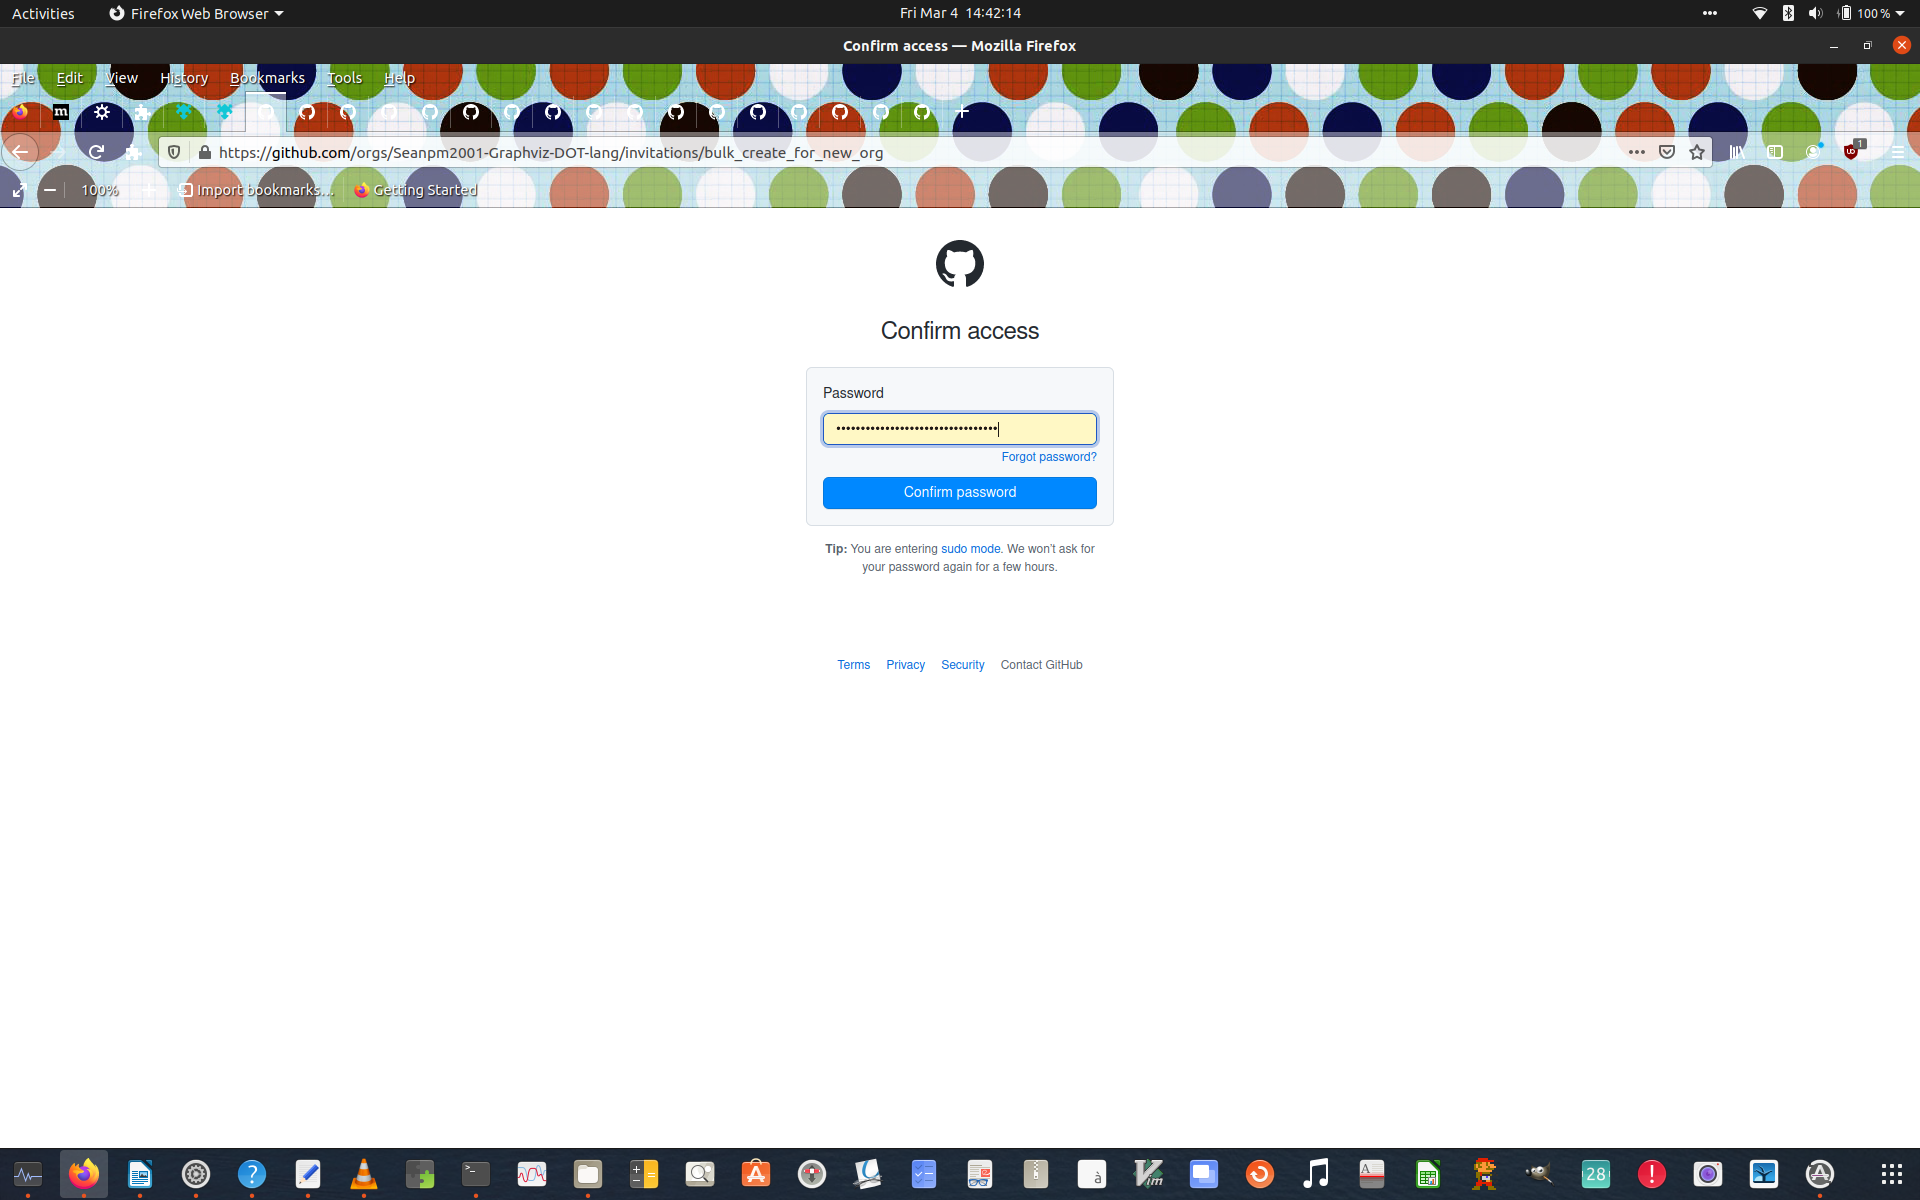 Activities
Firefox Web Browser
Fri Mar 4 14:42:14
100 %
Confirm access — Mozilla Firefox
File Edit View History Bookmarks Tools Help
m
https://github.com/orgs/Seanpm2001-Graphviz-DOT-lang/invitations/bulk_create_for_new_org
1
100%
Import bookmarks...
Getting Started
Confirm access
Password
Forgot password?
Confirm password
Tip: You are entering sudo mode. We won't ask for
your password again for a few hours.
Terms Privacy Security Contact GitHub
28